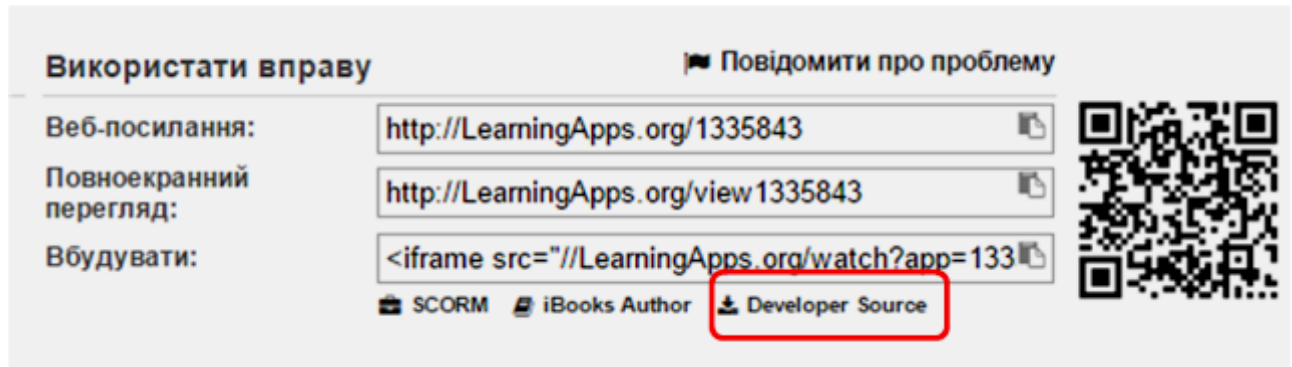 Використати вправу
Повідомити про проблему
Веб-посилання:
http://LearningApps.org/1335843
Повноекранний
перегляд:
http://LearningApps.org/view1335843
Вбудувати:
<iframe src="//LearningApps.org/watch?app=133
SCORM iBooks Author Developer Source